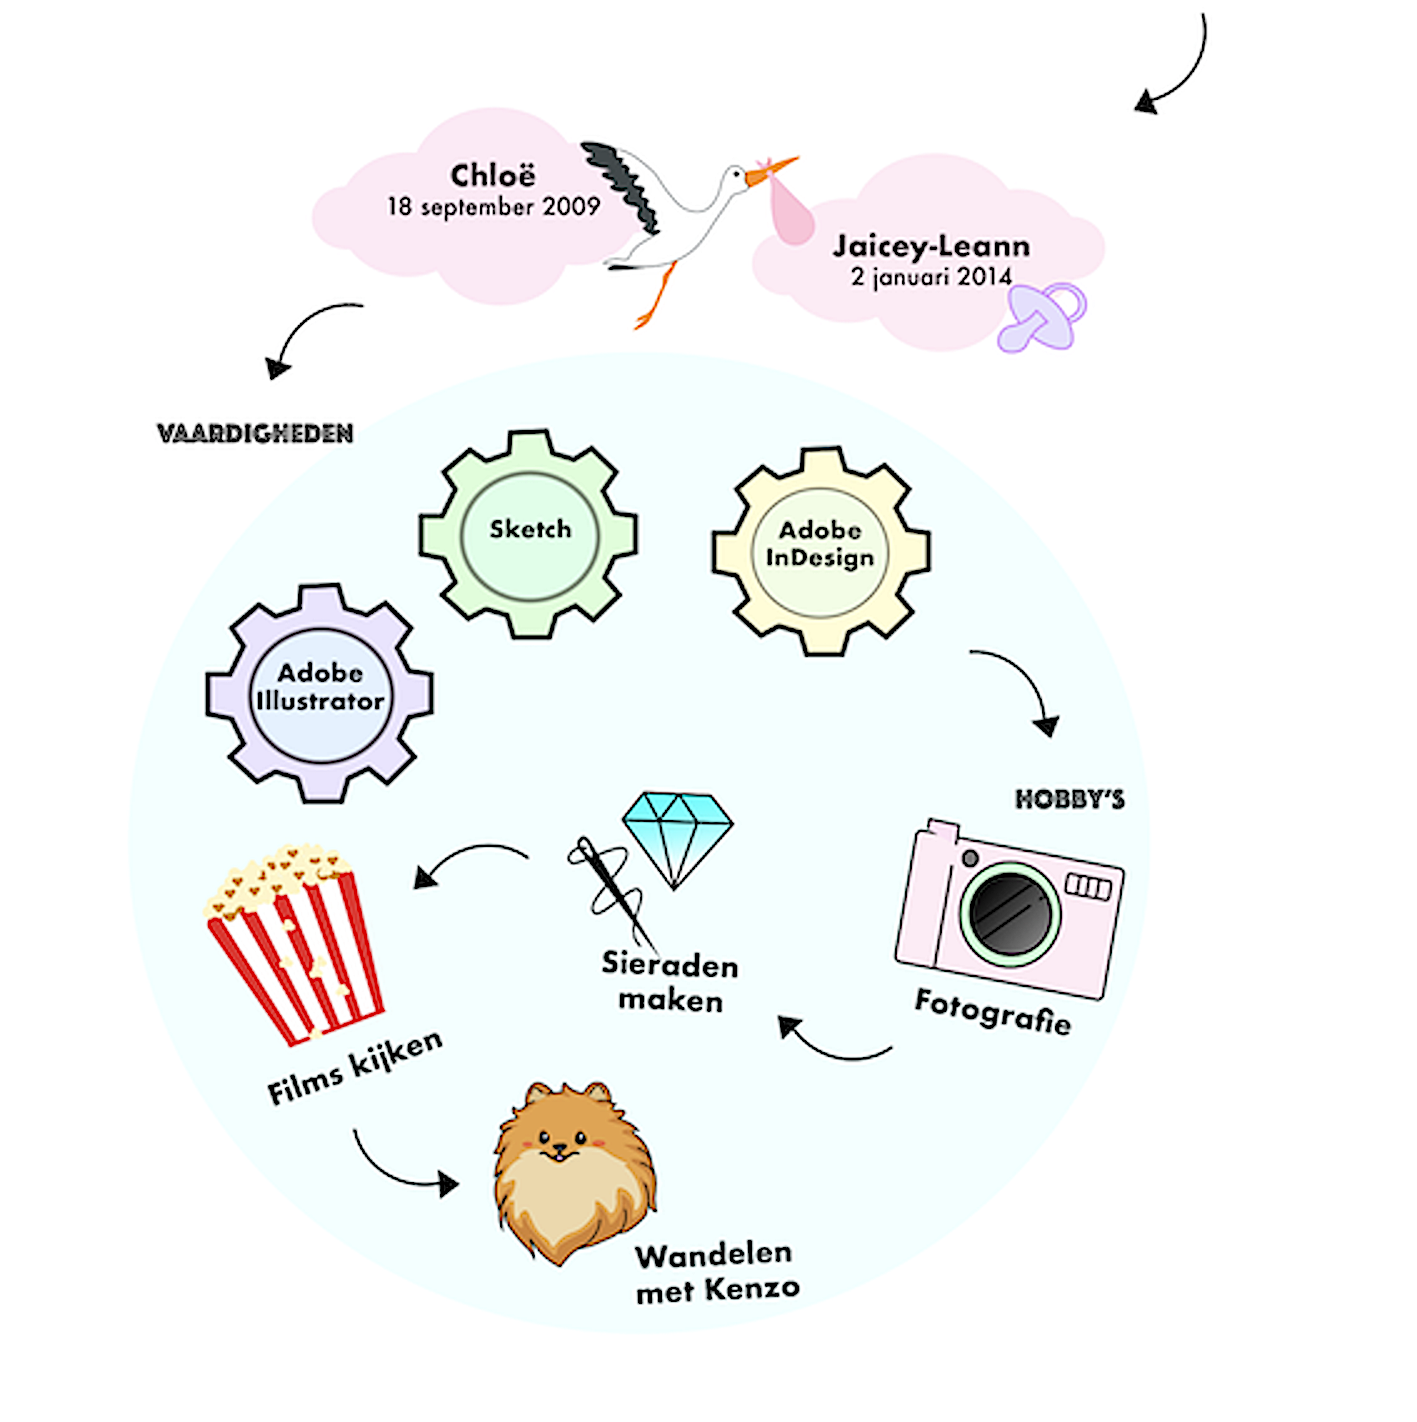 Chloë
18 september 2009
Jaicey-Leann
2 januari 2014
VAARDIGHEDEN
Sketch
Adobe
InDesign
Adobe
Illustrator
HOBBY'S
Fotografie
Sieraden
maken
Films kijken
Wandelen
met Kenzo